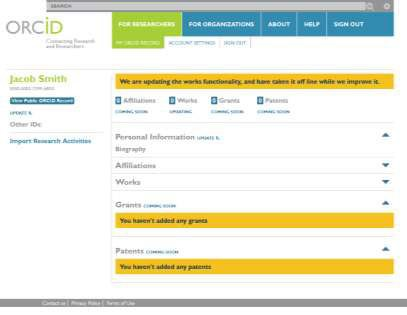 SEARCH
ORCID
Connecting Research
and Researchers
FOR RESEARCHERS
FOR ORGANIZATIONS
ABOUT
HELP
SIGN OUT
MY ORCID RECORD
ACCOUNT SETTINGS
SIGN OUT
Jacob Smith
View Public ORCID Record
UPDATE
Other IDs:
Import Research Activities
We are updating the works functionality, and have taken it off line while we improve it.
0 Affiliations
0 Works
0 Grants
0 Patents
COMING SOON
UPDATING
COMING SOON
COMING SOON
Personal Information UPDATE
Biography
Affiliations
Works
Grants COMING SOON
You haven't added any grants
Patents COMING SOON
You haven't added any patents
Contact us | Privacy Policy | Terms of Use